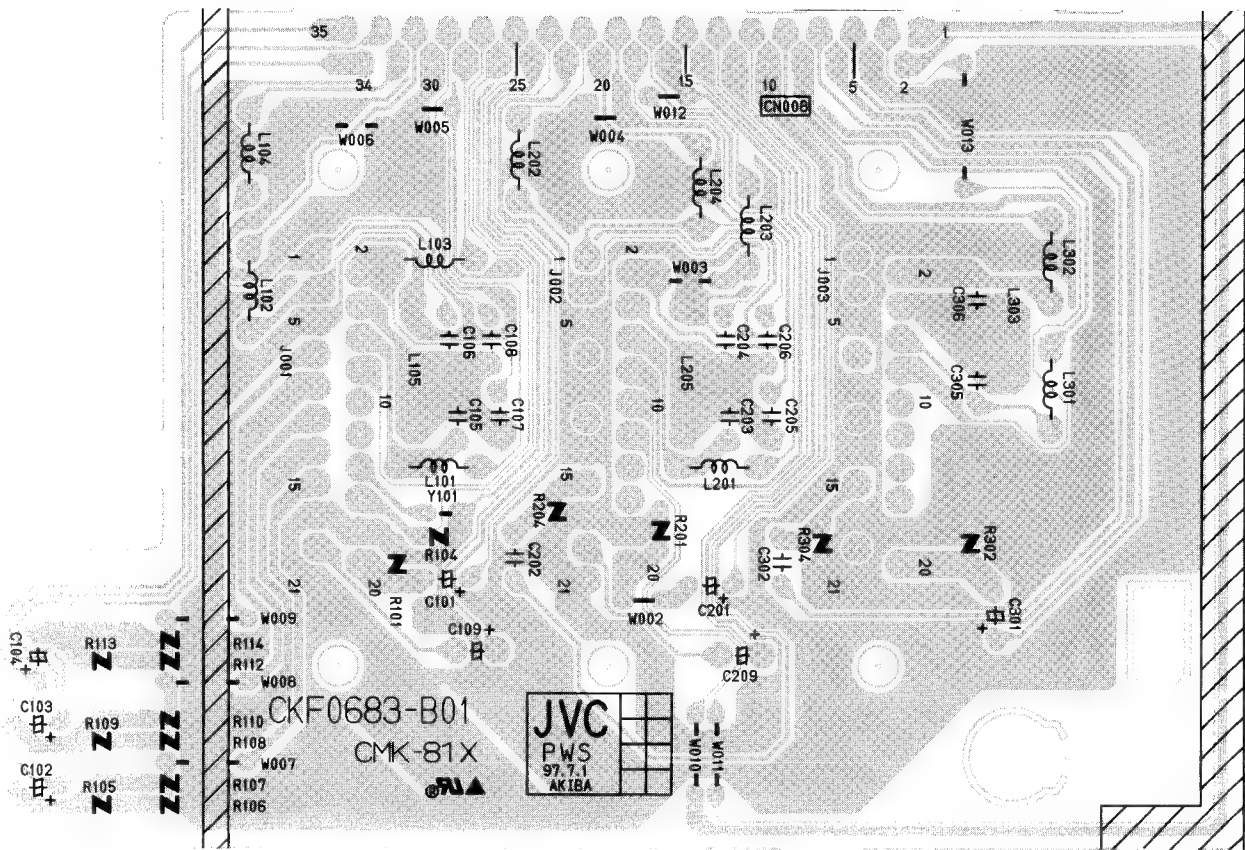 35
1
34
30
25
20
15
10
5
2
CN008
W006
W005
W004
W012
W013
L104
L202
L204
L203
L103
L102
L302
1
2
1
2
1
2
J002
W003
J003
C306
L303
5
5
5
J001
L105
C106
C108
L205
C204
C206
C305
L301
10
10
10
C105
C107
C203
C205
L101
Y101
L201
15
15
15
R204
R201
R304
R302
R104
C202
C302
21
20
21
20
21
20
R101
C101
+
C201
+
C301
+
W009
C109
+
W002
+
C209
C104
+
R113
R114
R112
W008
C103
+
R109
R110
R108
W007
C102
+
R105
R107
R106
CKF0683-B01
CMK-81X
®
JVC
PWS
97.7.1
AKIBA
W010
W011